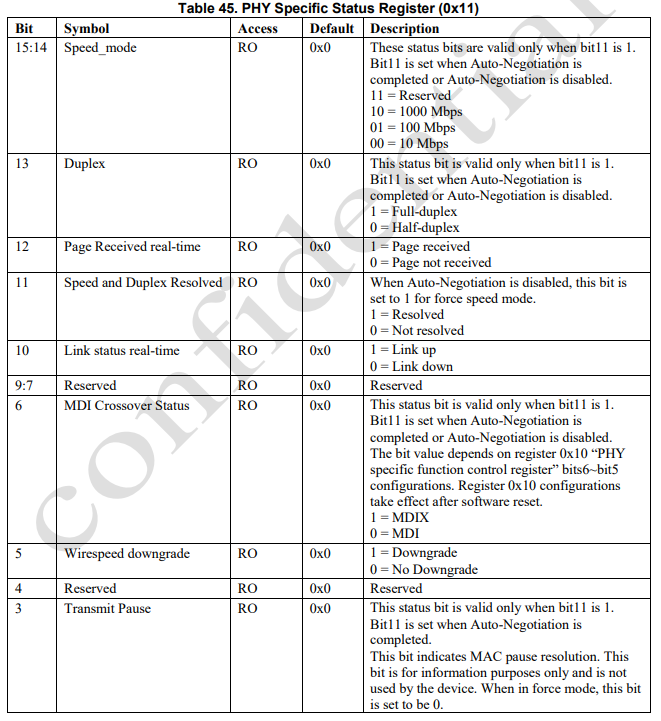 Table 45. PHY Specific Status Register (0x11)
Bit Symbol Access Default Description
15:14 Speed_mode RO 0x0 These status bits are valid only when bit11 is 1.
Bit11 is set when Auto-Negotiation is
completed or Auto-Negotiation is disabled.
11 = Reserved
10 = 1000 Mbps
01 = 100 Mbps
00 = 10 Mbps
13 Duplex RO 0x0 This status bit is valid only when bit11 is 1.
Bit11 is set when Auto-Negotiation is
completed or Auto-Negotiation is disabled.
1 = Full-duplex
0 = Half-duplex
12 Page Received real-time RO 0x0 1 = Page received
0 = Page not received
11 Speed and Duplex Resolved RO 0x0 When Auto-Negotiation is disabled, this bit is
set to 1 for force speed mode.
1 = Resolved
0 = Not resolved
10 Link status real-time RO 0x0 1 = Link up
0 = Link down
9:7 Reserved RO 0x0 Reserved
6 MDI Crossover Status RO 0x0 This status bit is valid only when bit11 is 1.
Bit11 is set when Auto-Negotiation is
completed or Auto-Negotiation is disabled.
The bit value depends on register 0x10 “PHY
specific function control register” bits6~bit5
configurations. Register 0x10 configurations
take effect after software reset.
1 = MDIX
0 = MDI
5 Wirespeed downgrade RO 0x0 1 = Downgrade
0 = No Downgrade
4 Reserved RO 0x0 Reserved
3 Transmit Pause RO 0x0 This status bit is valid only when bit11 is 1.
Bit11 is set when Auto-Negotiation is
completed.
This bit indicates MAC pause resolution. This
bit is for information purposes only and is not
used by the device. When in force mode, this bit
is set to be 0.
confidential